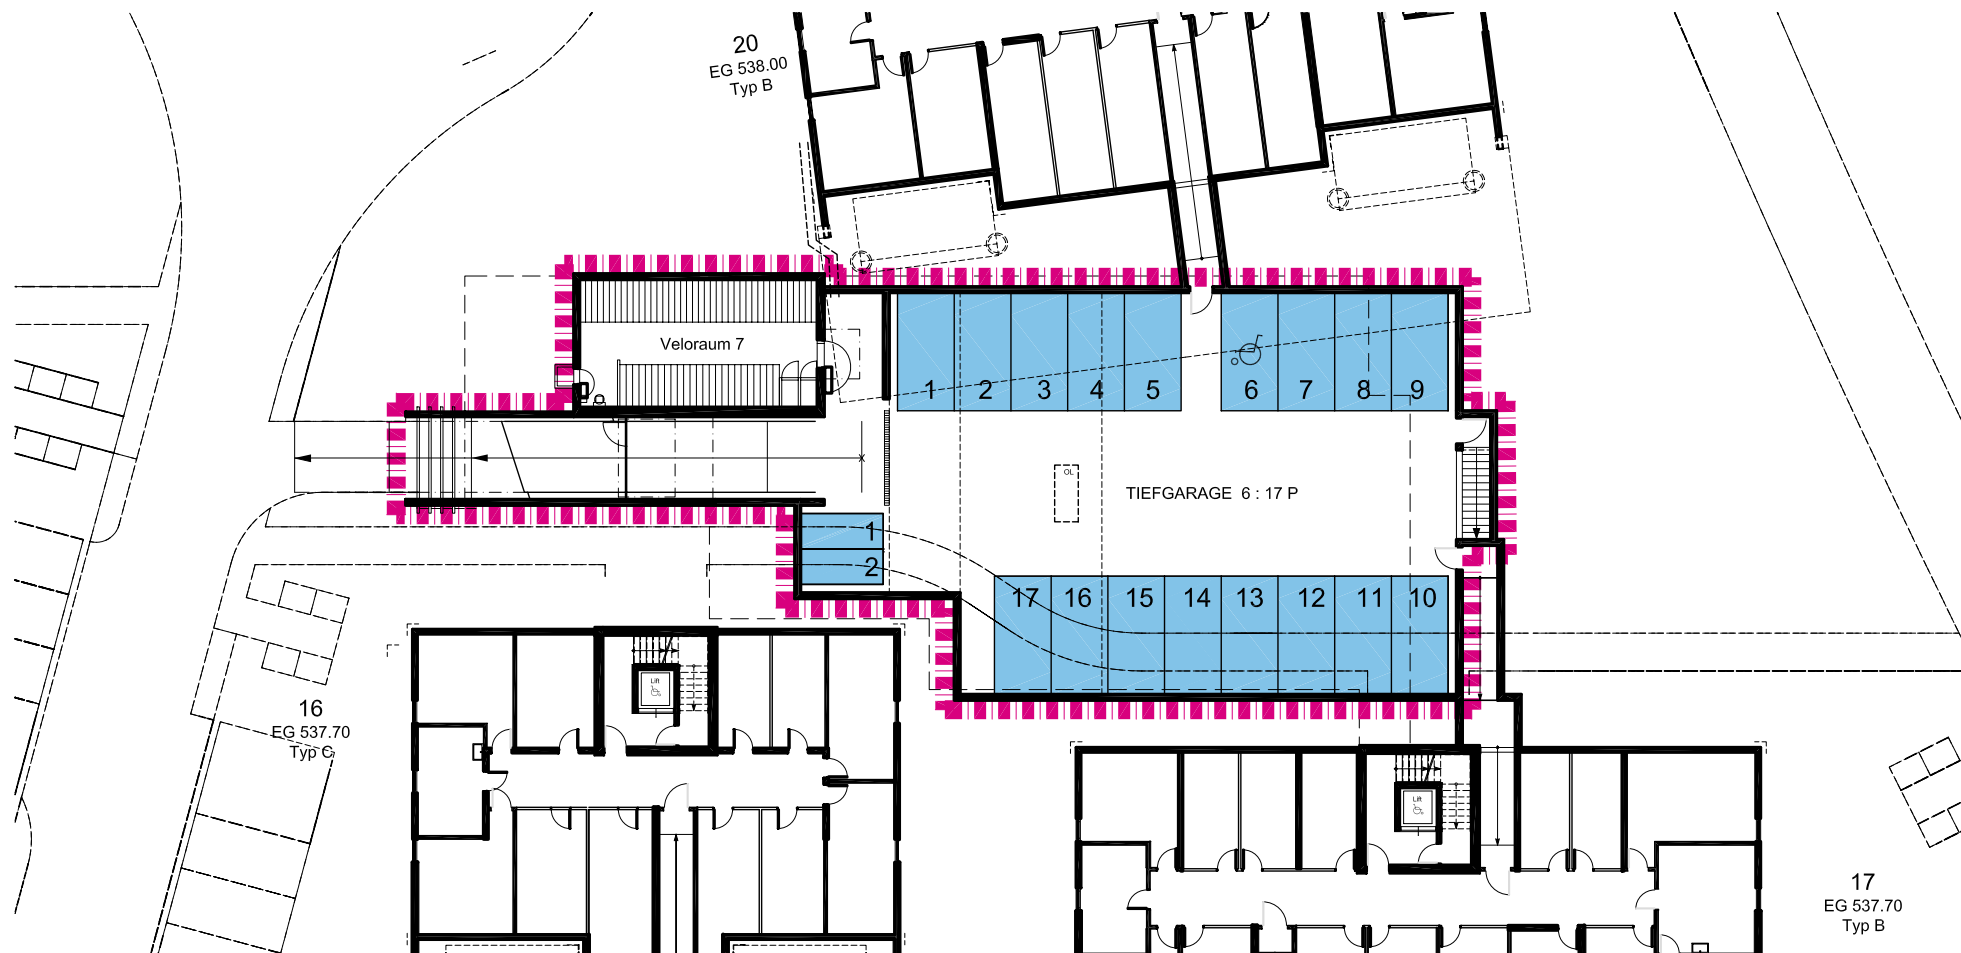 20
EG 538.00
Typ B
Veloraum 7
1 2 3 4 5 6 7 8 9
OL
TIEFGARAGE 6 : 17 P
1
2
17 16 15 14 13 12 11 10
Lift
16
EG 537.70
Typ C
Lift
17
EG 537.70
Typ B